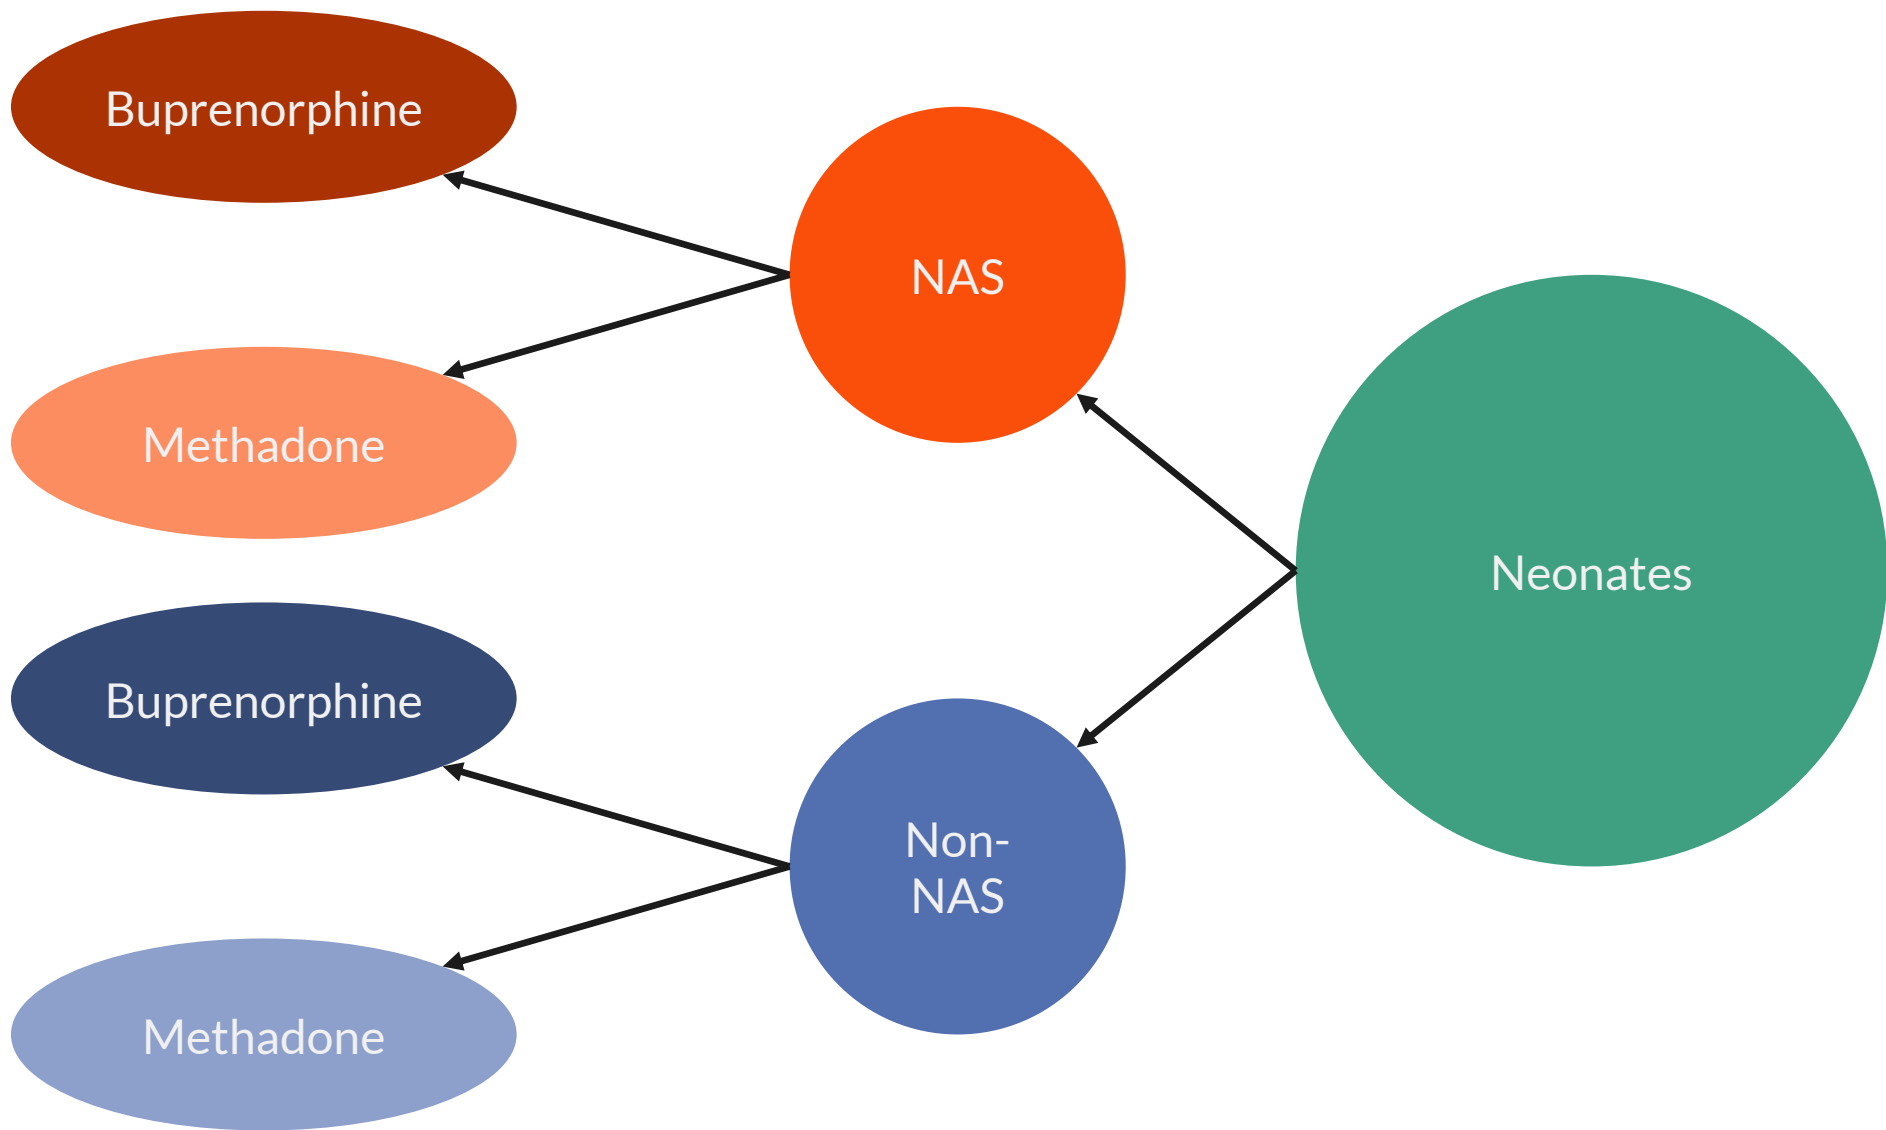 Buprenorphine
NAS
Methadone
Neonates
Buprenorphine
Non-
NAS
Methadone